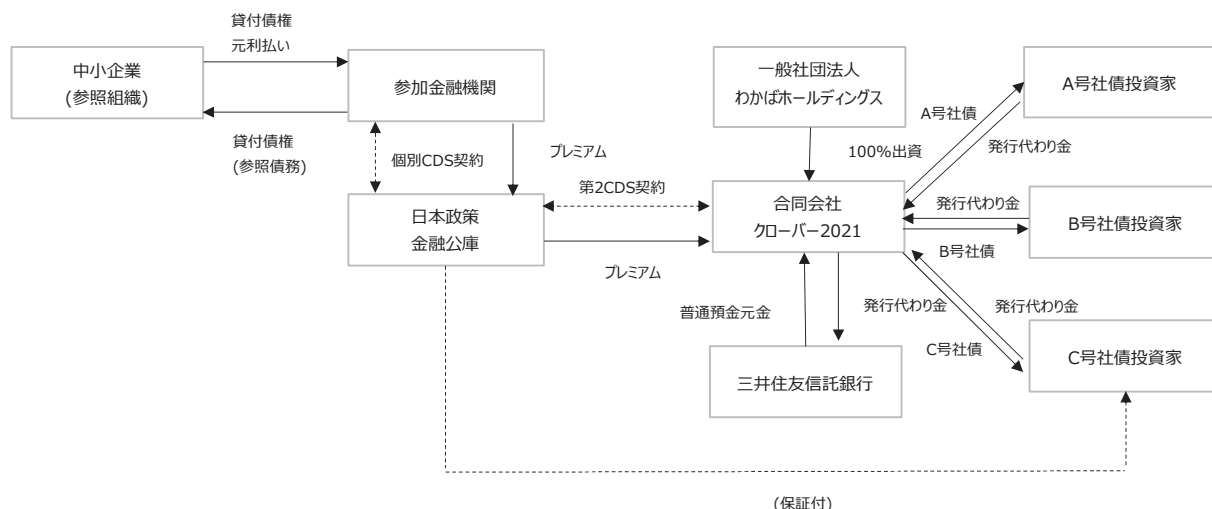 貸付債権
元利払い
中小企業
(参照組織)
参加金融機関
貸付債権
(参照債務)
個別CDS契約
プレミアム
日本政策
金融公庫
第2CDS契約
プレミアム
一般社団法人
わかばホールディングス
100%出資
合同会社
クローバー2021
普通預金元金
発行代わり金
三井住友信託銀行
A号社債
発行代わり金
A号社債投資家
発行代わり金
B号社債
B号社債投資家
発行代わり金
C号社債
C号社債投資家
(保証付)